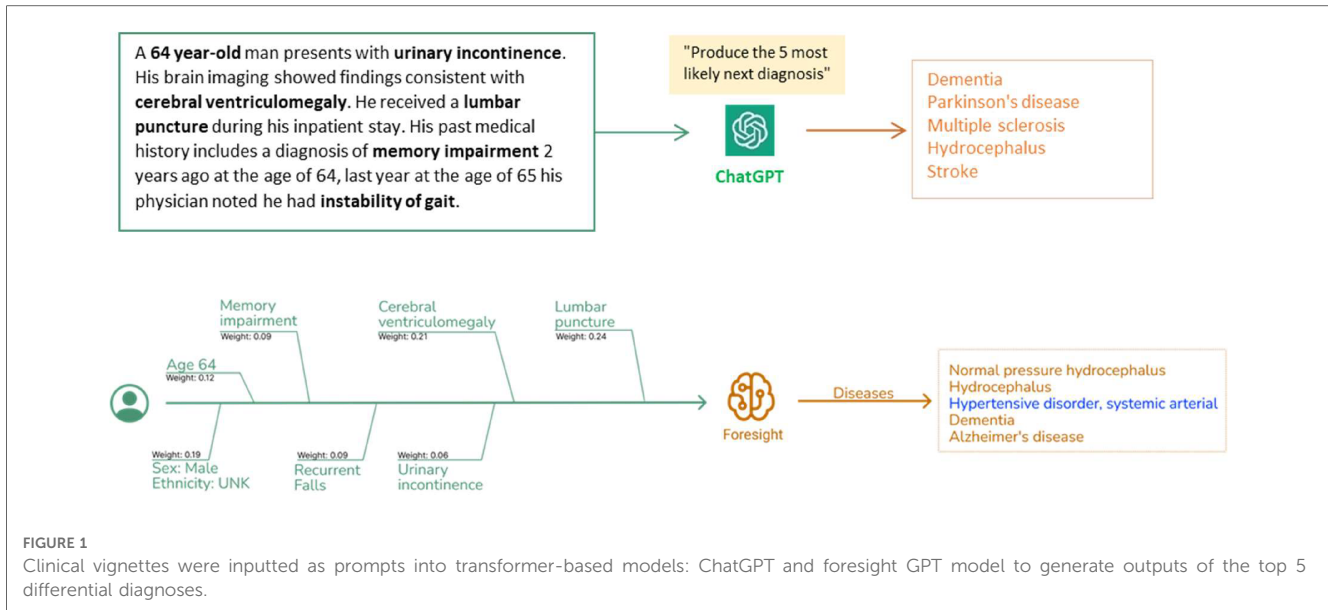 A 64 year-old man presents with urinary incontinence.
His brain imaging showed findings consistent with
cerebral ventriculomegaly. He received a lumbar
puncture during his inpatient stay. His past medical
history includes a diagnosis of memory impairment 2
years ago at the age of 64, last year at the age of 65 his
physician noted he had instability of gait.
"Produce the 5 most
likely next diagnosis"
ChatGPT
Dementia
Parkinson's disease
Multiple sclerosis
Hydrocephalus
Stroke
Memory
impairment
Weight: 0.09
Cerebral
ventriculomegaly
Weight: 0.21
Lumbar
puncture
Weight: 0.24
Age 64
Weight: 0.12
Weight: 0.19
Sex: Male
Ethnicity: UNK
Weight: 0.09
Recurrent
Falls
Weight: 0.06
Urinary
incontinence
Foresight
Diseases
Normal pressure hydrocephalus
Hydrocephalus
Hypertensive disorder, systemic arterial
Dementia
Alzheimer's disease
FIGURE 1
Clinical vignettes were inputted as prompts into transformer-based models: ChatGPT and foresight GPT model to generate outputs of the top 5
differential diagnoses.